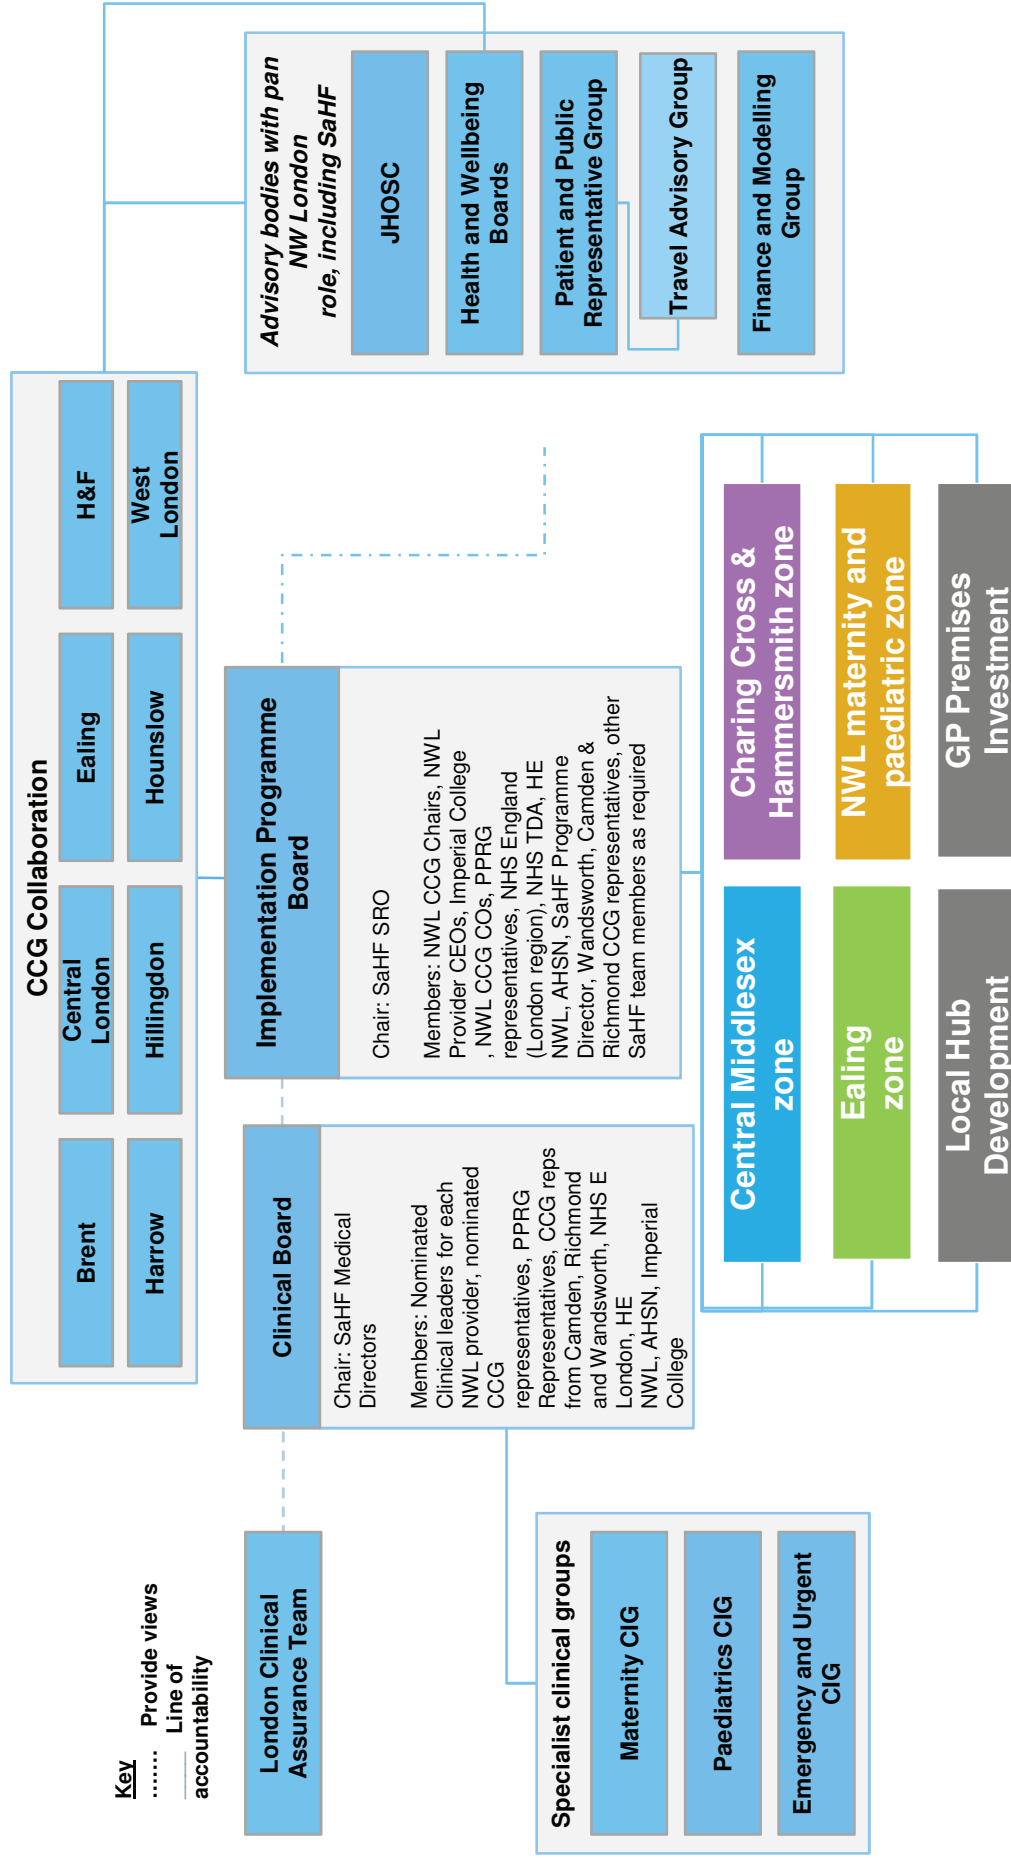 Key
...... Provide views
Line of
accountability
CCG Collaboration
Brent
Central
London
Ealing
H&F
Harrow
Hillingdon
Hounslow
West
London
London Clinical
Assurance Team
Clinical Board
Chair: SaHF Medical
Directors
Members: Nominated
Clinical leaders for each
NWL provider, nominated
CCG
representatives, PPRG
Representatives, CCG reps
from Camden, Richmond
and Wandsworth, NHS E
London, HE
NWL, AHSN, Imperial
College
Implementation Programme
Board
Chair: SaHF SRO
Members: NWL CCG Chairs, NWL
Provider CEOs, Imperial College
, NWL CCG COs, PPRG
representatives, NHS England
(London region), NHS TDA, HE
NWL, AHSN, SaHF Programme
Director, Wandsworth, Camden &
Richmond CCG representatives, other
SaHF team members as required
Advisory bodies with pan
NW London
role, including SaHF
JHOSC
Health and Wellbeing
Boards
Patient and Public
Representative Group
Travel Advisory Group
Finance and Modelling
Group
Specialist clinical groups
Maternity CIG
Paediatrics CIG
Emergency and Urgent
CIG
Central Middlesex
zone
Charing Cross &
Hammersmith zone
Ealing
zone
NWL maternity and
paediatric zone
Local Hub
Development
GP Premises
Investment